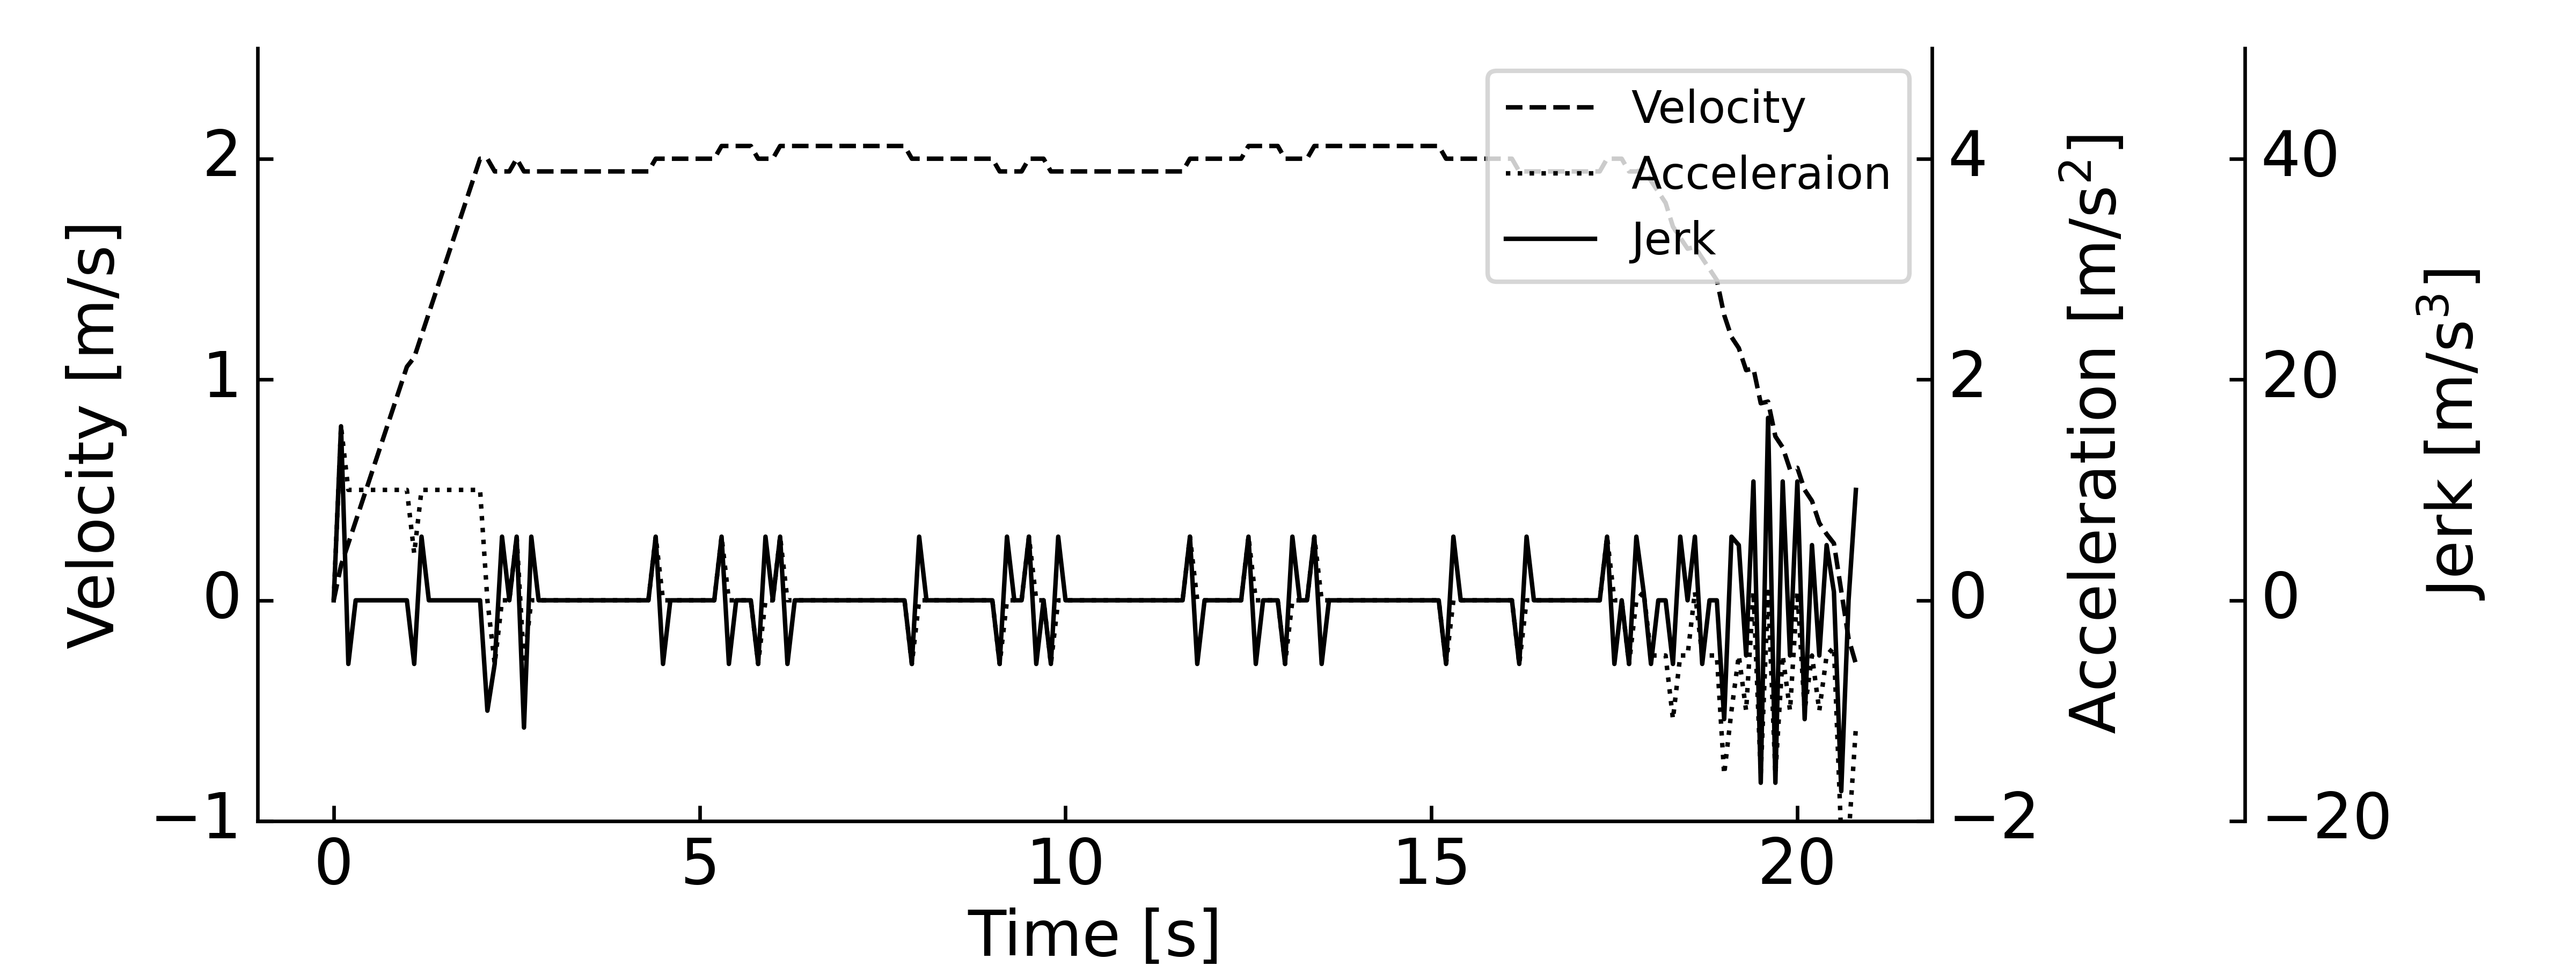 Velocity [m/s]
2
1
0
−1
0
5
10
15
20
Time [s]
Velocity
Acceleraion
Jerk
4
2
0
−2
Acceleration [m/s²]
40
20
0
−20
Jerk [m/s³]